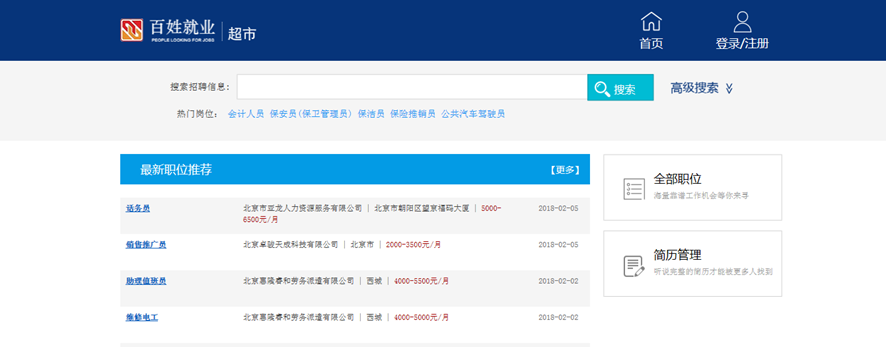 百姓就业
PEOPLE LOOKING FOR JOBS
超市
首页
登录/注册
搜索招聘信息:
搜索
高级搜索
热门岗位: 会计人员 保安员(保卫管理员) 保洁员 保险推销员 公共汽车驾驶员
最新职位推荐 【更多】
话务员 北京市亚龙人力资源服务有限公司 | 北京市朝阳区望京福码大厦 | 5000- 2018-02-05
6500元/月
销售推广员 北京卓骏天成科技有限公司 | 北京市 | 2000-3500元/月 2018-02-05
助理值班员 北京惠隆睿和劳务派遣有限公司 | 西城 | 4000-5500元/月 2018-02-02
维修电工 北京惠隆睿和劳务派遣有限公司 | 西城 | 4000-5000元/月 2018-02-02
全部职位
海量靠谱工作机会等你来寻
简历管理
听说完整的简历才能被更多人找到